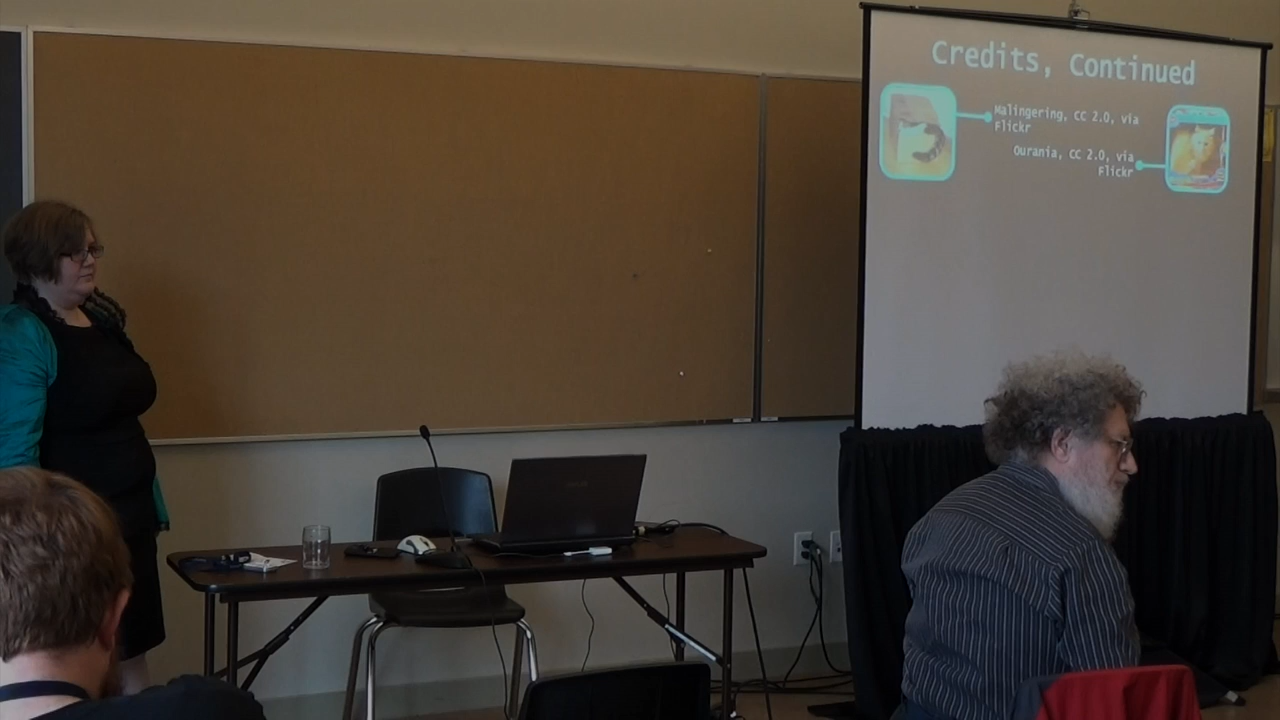 Credits, Continued
Malingering, CC 2.0, via
Flickr
Ourania, CC 2.0, via
Flickr